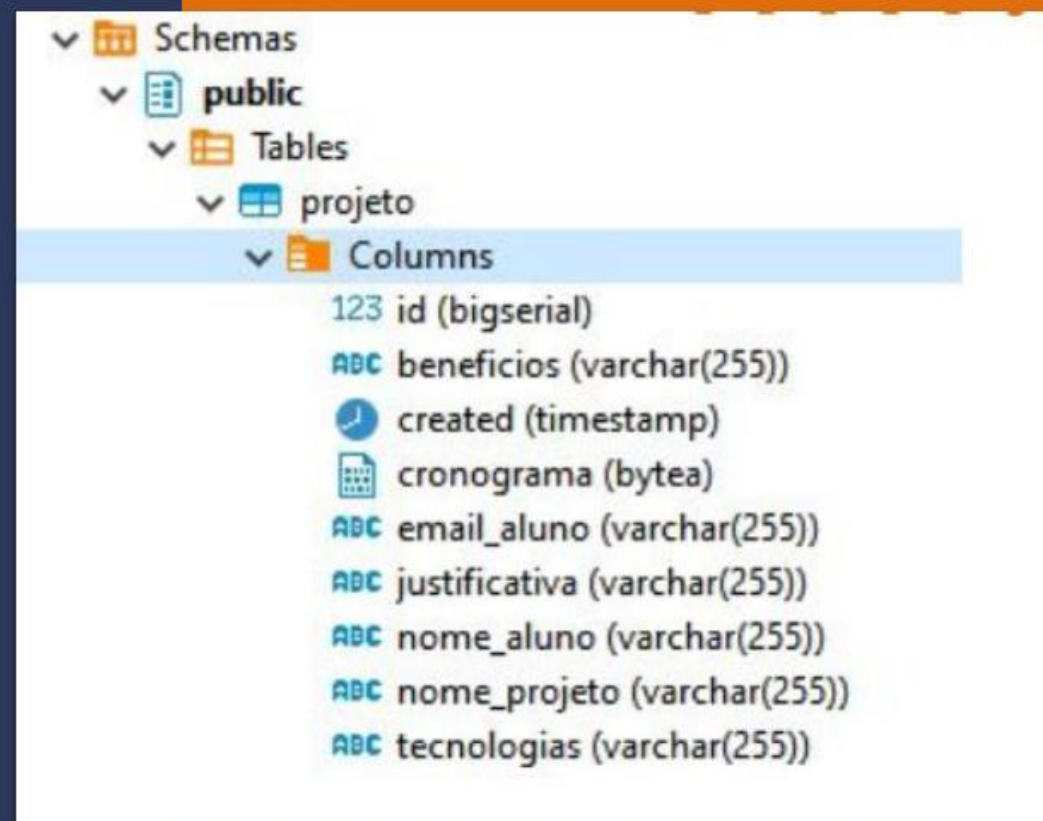 Schemas
public
Tables
projeto
Columns
123 id (bigserial)
ABC beneficios (varchar(255))
created (timestamp)
cronograma (bytea)
ABC email_aluno (varchar(255))
ABC justificativa (varchar(255))
ABC nome_aluno (varchar(255))
ABC nome_projeto (varchar(255))
ABC tecnologias (varchar(255))